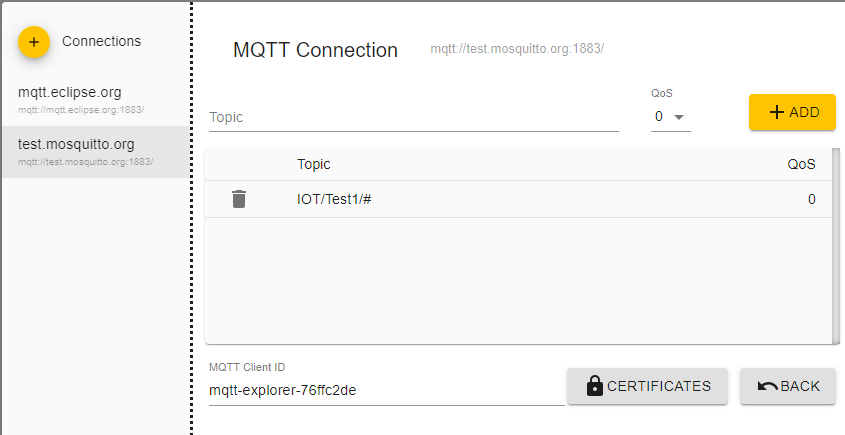 + Connections
mqtt.eclipse.org
mqtt://mqtt.eclipse.org:1883/
test.mosquitto.org
mqtt://test.mosquitto.org:1883/
MQTT Connection mqtt://test.mosquitto.org:1883/
QoS
Topic 0
+ ADD
Topic QoS
IOT/Test1/# 0
MQTT Client ID
mqtt-explorer-76ffc2de
CERTIFICATES
BACK